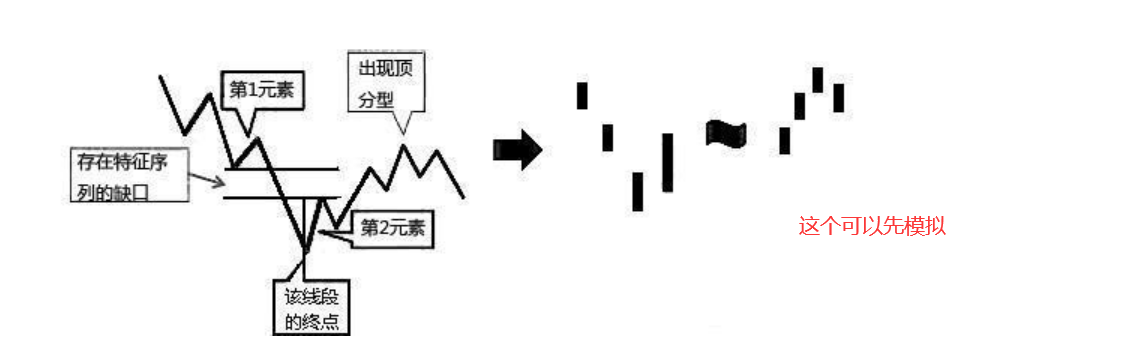 出现顶
分型
第1元素
存在特征序
列的缺口
第2元素
这个可以先模拟
该线段
的终点